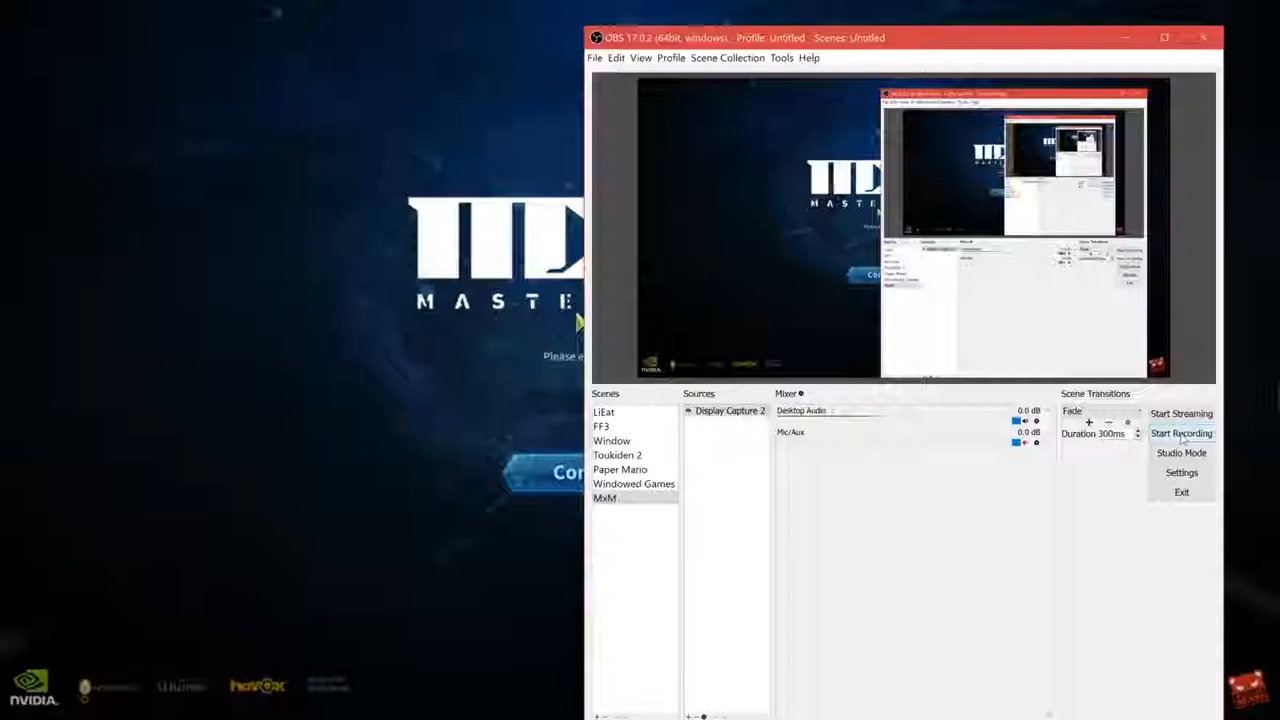 OBS 17.0.2 (64bit, windows) - Profile: Untitled - Scenes: Untitled
File Edit View Profile Scene Collection Tools Help
MASTE
Please e
Con
Scenes
LiEat
FF3
Window
Toukiden 2
Paper Mario
Windowed Games
MxM
Sources
Display Capture 2
Mixer
Desktop Audio
0.0 dB
Mic/Aux
0.0 dB
Scene Transitions
Fade
Duration 300ms
Start Streaming
Start Recording
Studio Mode
Settings
Exit
NVIDIA.
havok